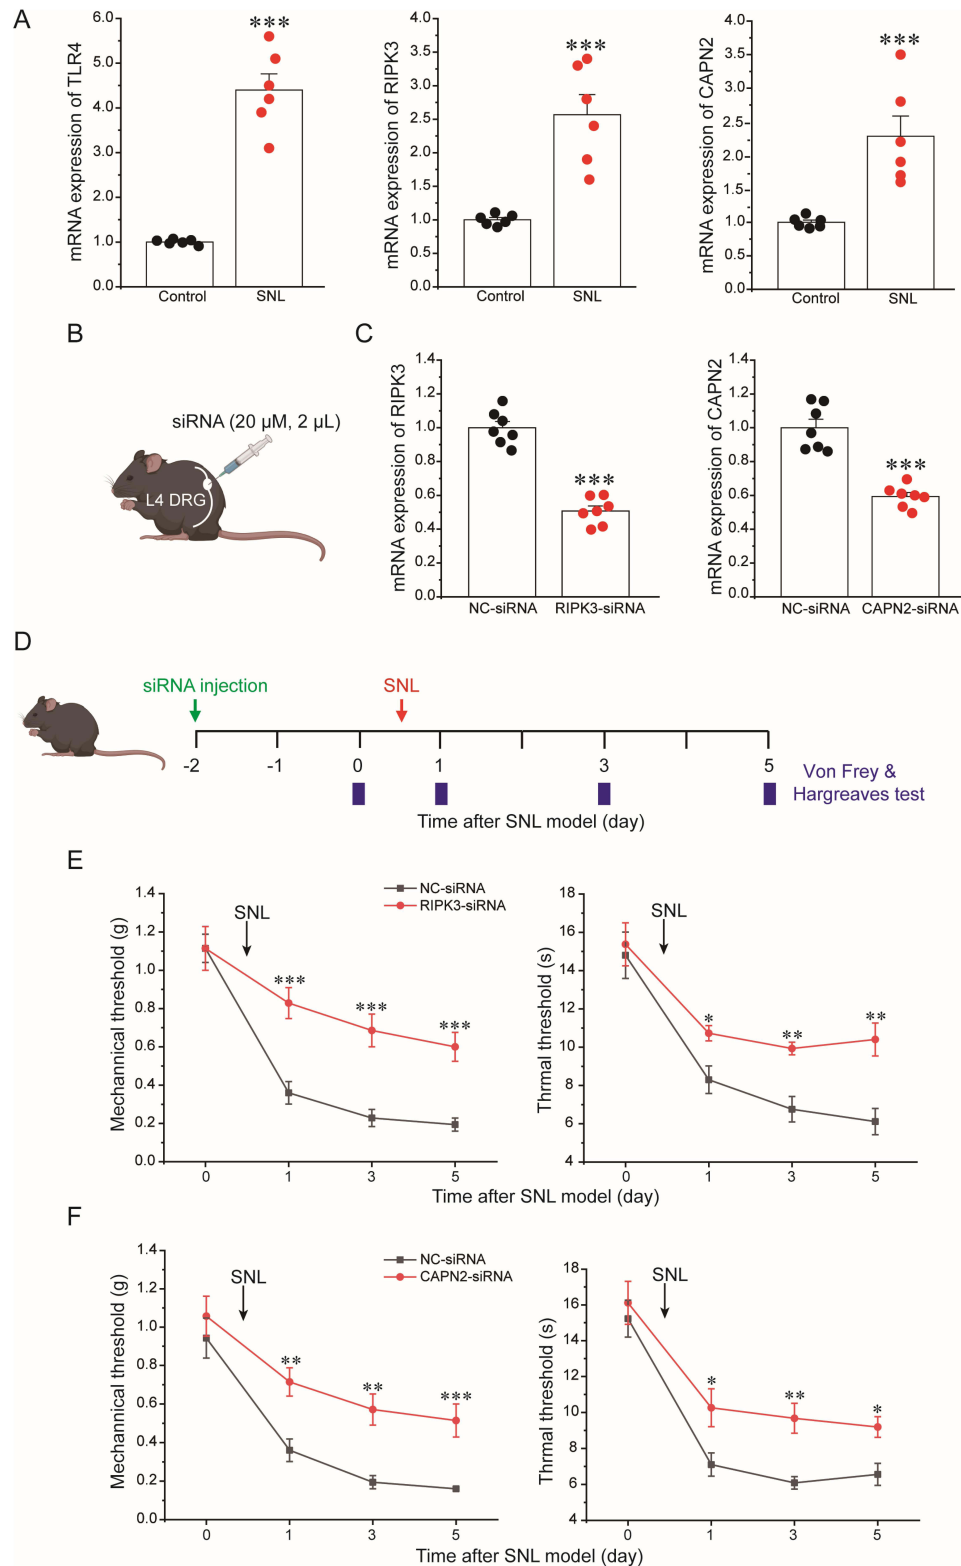 A
mRNA expression of TLR4
6.0
5.0
4.0
3.0
2.0
1.0
0.0
***
Control
SNL
mRNA expression of RIPK3
4.0
3.5
3.0
2.5
2.0
1.5
1.0
0.5
0.0
***
Control
SNL
mRNA expression of CAPN2
4.0
3.5
3.0
2.5
2.0
1.5
1.0
0.5
0.0
***
Control
SNL
B
siRNA (20 μM, 2 μL)
L4 DRG
C
mRNA expression of RIPK3
1.4
1.2
1.0
0.8
0.6
0.4
0.2
0.0
***
NC-siRNA
RIPK3-siRNA
mRNA expression of CAPN2
1.4
1.2
1.0
0.8
0.6
0.4
0.2
0.0
***
NC-siRNA
CAPN2-siRNA
D
siRNA injection
SNL
-2
-1
0
1
3
5
Von Frey &
Hargreaves test
Time after SNL model (day)
E
NC-siRNA
RIPK3-siRNA
Mechannical threshold (g)
1.4
1.2
1.0
0.8
0.6
0.4
0.2
0.0
SNL
***
***
***
0
1
3
5
Thrmal threshold (s)
18
16
14
12
10
8
6
4
SNL
*
**
**
0
1
3
5
Time after SNL model (day)
F
NC-siRNA
CAPN2-siRNA
Mechannical threshold (g)
1.4
1.2
1.0
0.8
0.6
0.4
0.2
0.0
SNL
**
**
***
0
1
3
5
Thrmal threshold (s)
18
16
14
12
10
8
6
4
SNL
*
**
*
0
1
3
5
Time after SNL model (day)